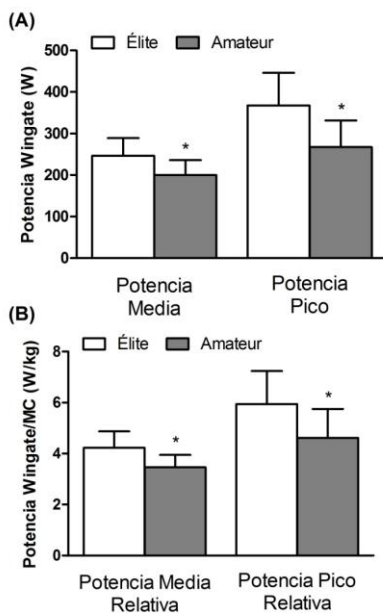 (A)
Élite Amateur
Potencia Wingate (W)
500
400
300
200
100
0
*
*
Potencia
Media
Potencia
Pico
(B)
Élite Amateur
Potencia Wingate/MC (W/kg)
8
6
4
2
0
*
*
Potencia Media
Relativa
Potencia Pico
Relativa